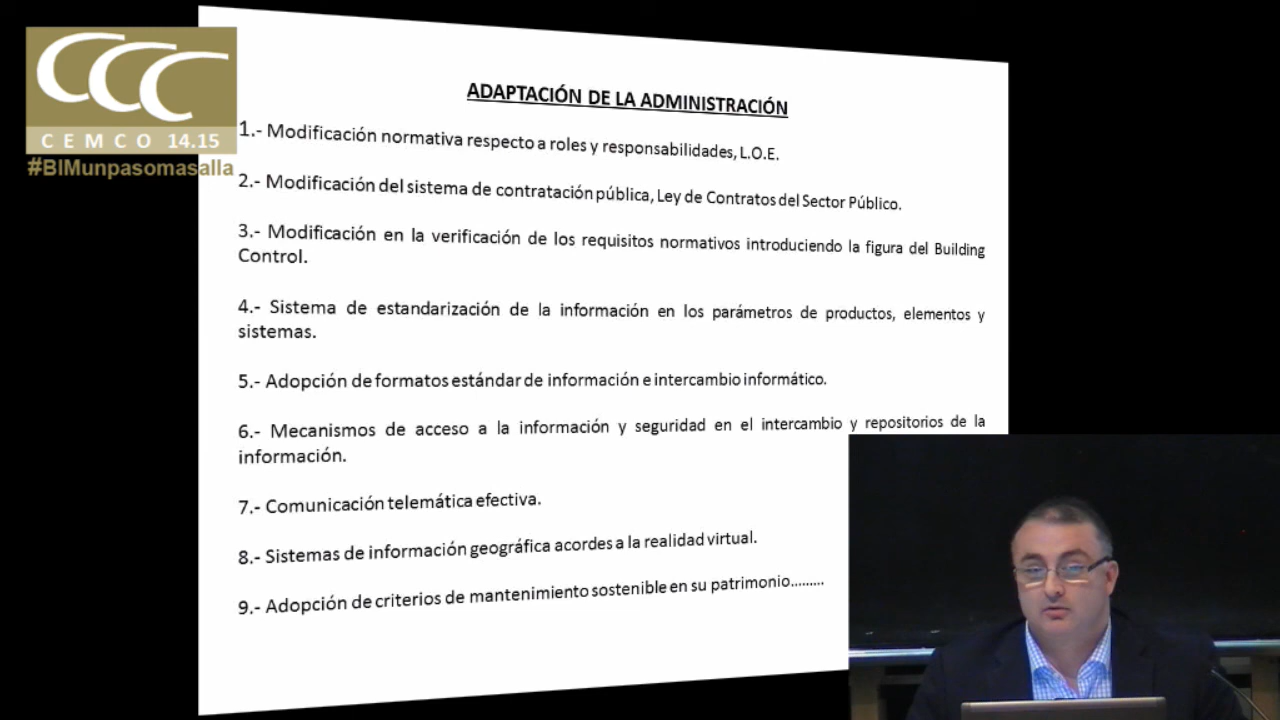 CCC
CEMCO 14.15
#BIMunpasomasalla
ADAPTACIÓN DE LA ADMINISTRACIÓN
1.- Modificación normativa respecto a roles y responsabilidades, L.O.E.
2.- Modificación del sistema de contratación pública, Ley de Contratos del Sector Público.
3.- Modificación en la verificación de los requisitos normativos introduciendo la figura del Building
Control.
4.- Sistema de estandarización de la información en los parámetros de productos, elementos y
sistemas.
5.- Adopción de formatos estándar de información e intercambio informático.
6.- Mecanismos de acceso a la información y seguridad en el intercambio y repositorios de la
información.
7.- Comunicación telemática efectiva.
8.- Sistemas de información geográfica acordes a la realidad virtual.
9.- Adopción de criterios de mantenimiento sostenible en su patrimonio.........